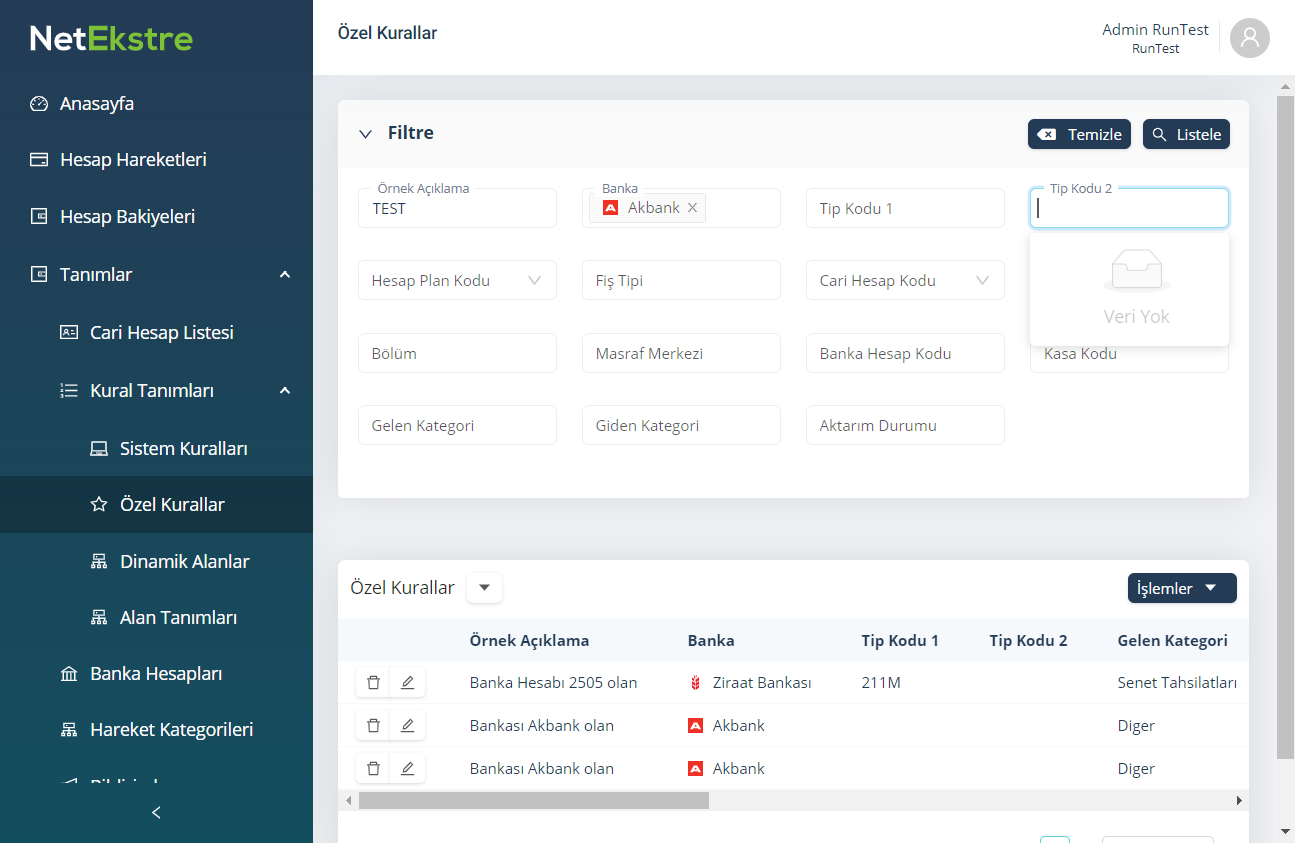 NetEkstre
Özel Kurallar
Admin RunTest
RunTest
Anasayfa
Hesap Hareketleri
Hesap Bakiyeleri
Tanımlar
Cari Hesap Listesi
Kural Tanımları
Sistem Kuralları
Özel Kurallar
Dinamik Alanlar
Alan Tanımları
Banka Hesapları
Hareket Kategorileri
Filtre
Temizle
Listele
Örnek Açıklama
TEST
Banka
Akbank
Tip Kodu 1
Tip Kodu 2
Hesap Plan Kodu
Fiş Tipi
Cari Hesap Kodu
Veri Yok
Bölüm
Masraf Merkezi
Banka Hesap Kodu
Kasa Kodu
Gelen Kategori
Giden Kategori
Aktarım Durumu
Özel Kurallar
İşlemler
Örnek Açıklama Banka Tip Kodu 1 Tip Kodu 2 Gelen Kategori
Banka Hesabı 2505 olan Ziraat Bankası 211M Senet Tahsilatları
Bankası Akbank olan Akbank Diger
Bankası Akbank olan Akbank Diger